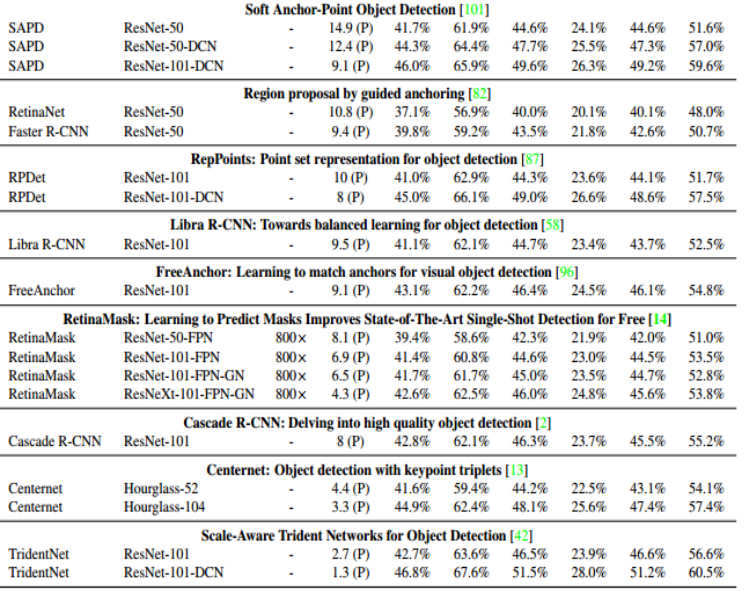 Soft Anchor-Point Object Detection [101]
SAPD ResNet-50 - 14.9 (P) 41.7% 61.9% 44.6% 24.1% 44.6% 51.6%
SAPD ResNet-50-DCN - 12.4 (P) 44.3% 64.4% 47.7% 25.5% 47.3% 57.0%
SAPD ResNet-101-DCN - 9.1 (P) 46.0% 65.9% 49.6% 26.3% 49.2% 59.6%
Region proposal by guided anchoring [82]
RetinaNet ResNet-50 - 10.8 (P) 37.1% 56.9% 40.0% 20.1% 40.1% 48.0%
Faster R-CNN ResNet-50 - 9.4 (P) 39.8% 59.2% 43.5% 21.8% 42.6% 50.7%
RepPoints: Point set representation for object detection [87]
RPDet ResNet-101 - 10 (P) 41.0% 62.9% 44.3% 23.6% 44.1% 51.7%
RPDet ResNet-101-DCN - 8 (P) 45.0% 66.1% 49.0% 26.6% 48.6% 57.5%
Libra R-CNN: Towards balanced learning for object detection [58]
Libra R-CNN ResNet-101 - 9.5 (P) 41.1% 62.1% 44.7% 23.4% 43.7% 52.5%
FreeAnchor: Learning to match anchors for visual object detection [96]
FreeAnchor ResNet-101 - 9.1 (P) 43.1% 62.2% 46.4% 24.5% 46.1% 54.8%
RetinaMask: Learning to Predict Masks Improves State-of-The-Art Single-Shot Detection for Free [14]
RetinaMask ResNet-50-FPN 800× 8.1 (P) 39.4% 58.6% 42.3% 21.9% 42.0% 51.0%
RetinaMask ResNet-101-FPN 800× 6.9 (P) 41.4% 60.8% 44.6% 23.0% 44.5% 53.5%
RetinaMask ResNet-101-FPN-GN 800× 6.5 (P) 41.7% 61.7% 45.0% 23.5% 44.7% 52.8%
RetinaMask ResNeXt-101-FPN-GN 800× 4.3 (P) 42.6% 62.5% 46.0% 24.8% 45.6% 53.8%
Cascade R-CNN: Delving into high quality object detection [2]
Cascade R-CNN ResNet-101 - 8 (P) 42.8% 62.1% 46.3% 23.7% 45.5% 55.2%
Centernet: Object detection with keypoint triplets [13]
Centernet Hourglass-52 - 4.4 (P) 41.6% 59.4% 44.2% 22.5% 43.1% 54.1%
Centernet Hourglass-104 - 3.3 (P) 44.9% 62.4% 48.1% 25.6% 47.4% 57.4%
Scale-Aware Trident Networks for Object Detection [42]
TridentNet ResNet-101 - 2.7 (P) 42.7% 63.6% 46.5% 23.9% 46.6% 56.6%
TridentNet ResNet-101-DCN - 1.3 (P) 46.8% 67.6% 51.5% 28.0% 51.2% 60.5%